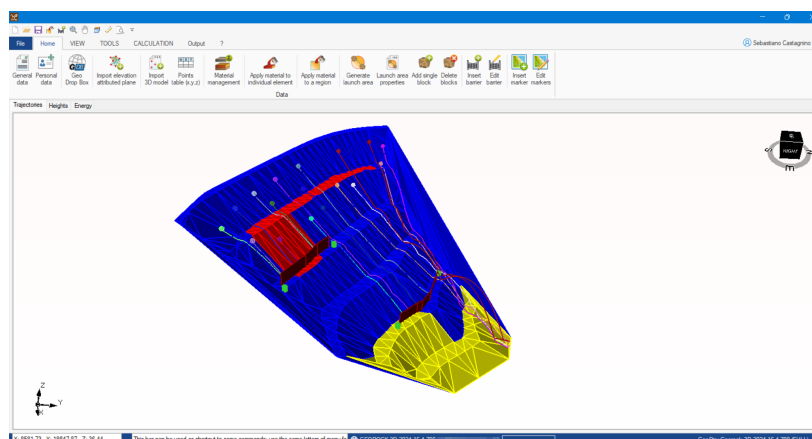 File Home VIEW TOOLS CALCULATION Output ? Sebastiano Castagnino
General data Personal data Geo Drop Box Import elevation attributed plane Import 3D model Points table (x,y,z) Material management Apply material to individual element Apply material to a region Generate launch area Launch area properties Add single block Delete blocks Insert barrier Edit barrier Insert marker Edit markers
Data
Trajectories Heights Energy
RIGHT
Z
Y
X